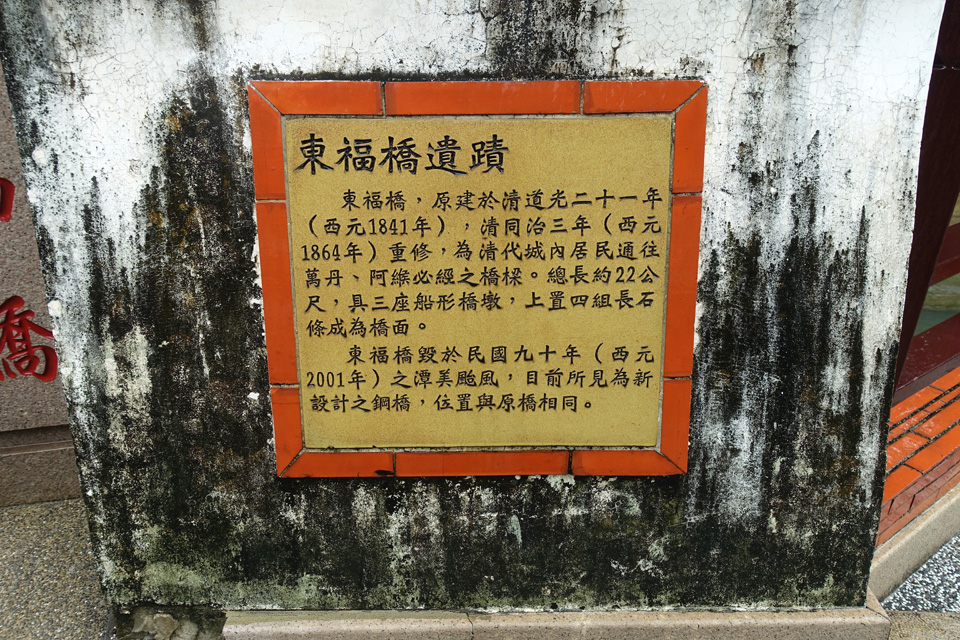 東福橋遺蹟
東福橋，原建於清道光二十一年
（西元1841年），清同治三年（西元
1864年）重修，為清代城內居民通往
萬丹、阿緱必經之橋樑。總長約22公
尺，具三座船形橋墩，上置四組長石
條成為橋面。
東福橋毀於民國九十年（西元
2001年）之潭美颱風，目前所見為新
設計之鋼橋，位置與原橋相同。
橋